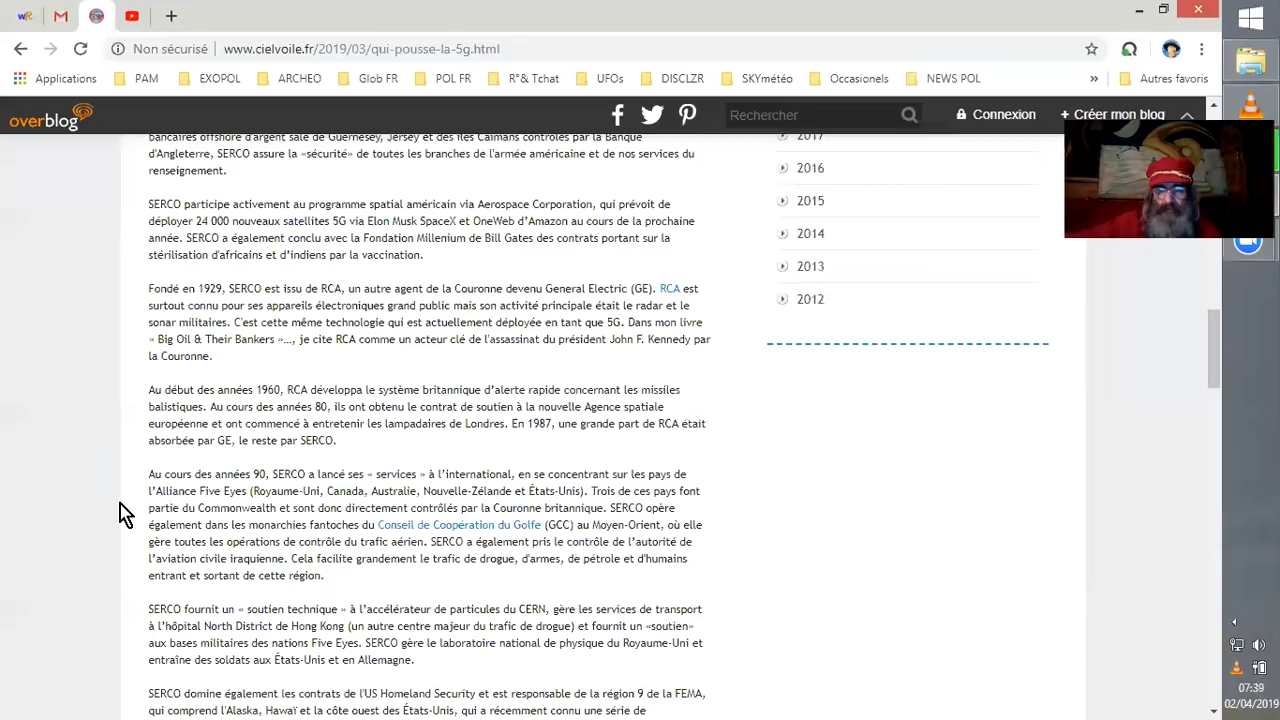 Non sécurisé
www.cielvoile.fr/2019/03/qui-pousse-la-5g.html
Applications PAM EXOPOL ARCHEO Glob FR POL FR R°& Tchat UFOs DISCLZR SKYmétéo Occasionels NEWS POL » Autres favoris
overblog Rechercher Connexion + Créer mon blog
bancaires offshore d'argent sale de Guernesey, Jersey et des îles Caïmans contrôlés par la Banque
d'Angleterre, SERCO assure la «sécurité» de toutes les branches de l'armée américaine et de nos services du
renseignement.
SERCO participe activement au programme spatial américain via Aerospace Corporation, qui prévoit de
déployer 24 000 nouveaux satellites 5G via Elon Musk SpaceX et OneWeb d'Amazon au cours de la prochaine
année. SERCO a également conclu avec la Fondation Millenium de Bill Gates des contrats portant sur la
stérilisation d'africains et d'indiens par la vaccination.
Fondé en 1929, SERCO est issu de RCA, un autre agent de la Couronne devenu General Electric (GE). RCA est
surtout connu pour ses appareils électroniques grand public mais son activité principale était le radar et le
sonar militaires. C'est cette même technologie qui est actuellement déployée en tant que 5G. Dans mon livre
« Big Oil & Their Bankers »…, je cite RCA comme un acteur clé de l'assassinat du président John F. Kennedy par
la Couronne.
Au début des années 1960, RCA développa le système britannique d'alerte rapide concernant les missiles
balistiques. Au cours des années 80, ils ont obtenu le contrat de soutien à la nouvelle Agence spatiale
européenne et ont commencé à entretenir les lampadaires de Londres. En 1987, une grande part de RCA était
absorbée par GE, le reste par SERCO.
Au cours des années 90, SERCO a lancé ses « services » à l'international, en se concentrant sur les pays de
l'Alliance Five Eyes (Royaume-Uni, Canada, Australie, Nouvelle-Zélande et États-Unis). Trois de ces pays font
partie du Commonwealth et sont donc directement contrôlés par la Couronne britannique. SERCO opère
également dans les monarchies fantoches du Conseil de Coopération du Golfe (GCC) au Moyen-Orient, où elle
gère toutes les opérations de contrôle du trafic aérien. SERCO a également pris le contrôle de l'autorité de
l'aviation civile iraquienne. Cela facilite grandement le trafic de drogue, d'armes, de pétrole et d'humains
entrant et sortant de cette région.
SERCO fournit un « soutien technique » à l'accélérateur de particules du CERN, gère les services de transport
à l'hôpital North District de Hong Kong (un autre centre majeur du trafic de drogue) et fournit un «soutien»
aux bases militaires des nations Five Eyes. SERCO gère le laboratoire national de physique du Royaume-Uni et
entraîne des soldats aux États-Unis et en Allemagne.
SERCO domine également les contrats de l'US Homeland Security et est responsable de la région 9 de la FEMA,
qui comprend l'Alaska, Hawaï et la côte ouest des États-Unis, qui a récemment connu une série de
2017
2016
2015
2014
2013
2012
07:39
02/04/2019